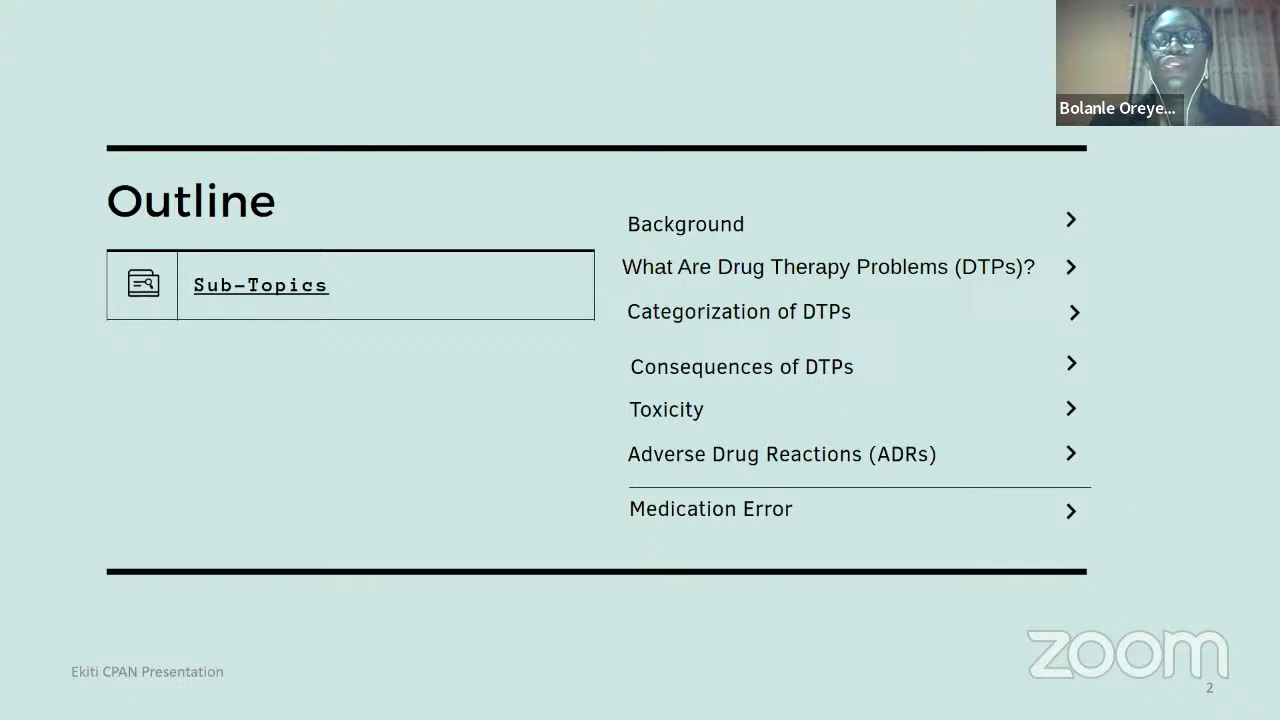 Bolanle Oreye...
Outline
Sub-Topics
Background
What Are Drug Therapy Problems (DTPs)?
Categorization of DTPs
Consequences of DTPs
Toxicity
Adverse Drug Reactions (ADRs)
Medication Error
Ekiti CPAN Presentation
zoom
2